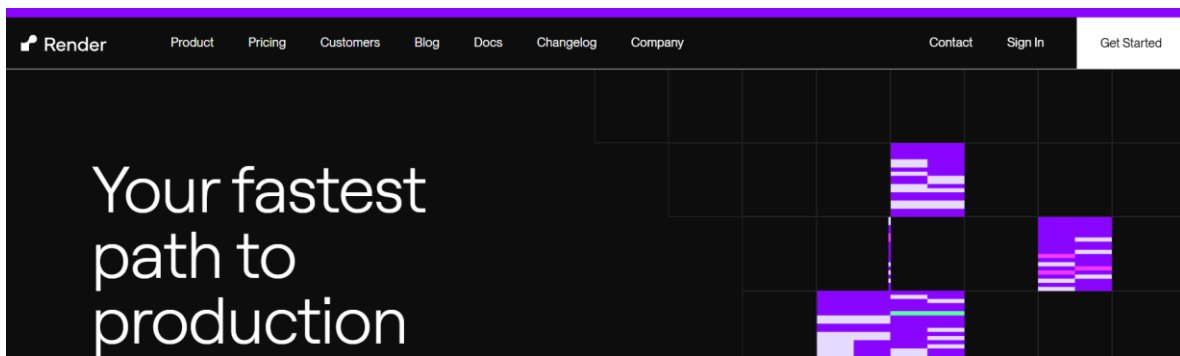 Render Product Pricing Customers Blog Docs Changelog Company Contact Sign In Get Started
Your fastest
path to
production